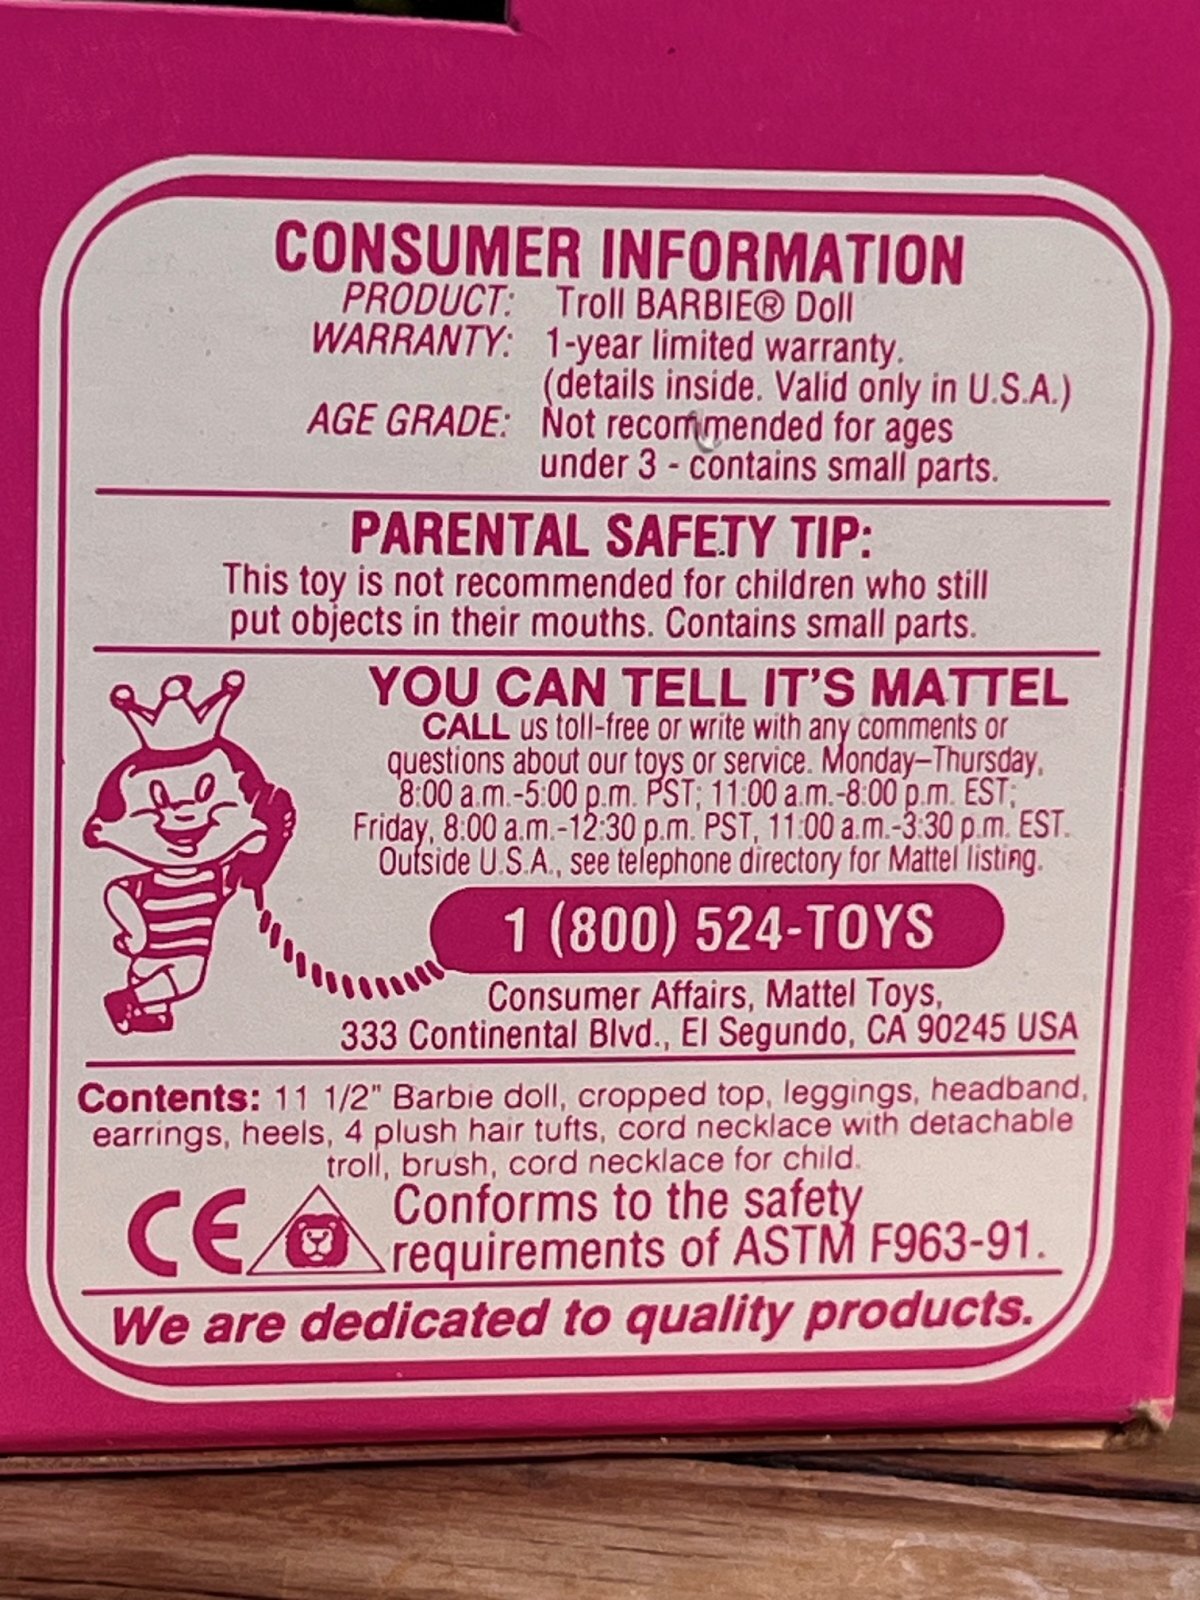 CONSUMER INFORMATION
PRODUCT: Troll BARBIE® Doll
WARRANTY: 1-year limited warranty.
(details inside. Valid only in U.S.A.)
AGE GRADE: Not recommended for ages
under 3 - contains small parts.
PARENTAL SAFETY TIP:
This toy is not recommended for children who still
put objects in their mouths. Contains small parts.
YOU CAN TELL IT'S MATTEL
CALL us toll-free or write with any comments or
questions about our toys or service. Monday–Thursday,
8:00 a.m.-5:00 p.m. PST; 11:00 a.m.-8:00 p.m. EST;
Friday, 8:00 a.m.-12:30 p.m. PST, 11:00 a.m.-3:30 p.m. EST.
Outside U.S.A., see telephone directory for Mattel listing.
1 (800) 524-TOYS
Consumer Affairs, Mattel Toys,
333 Continental Blvd., El Segundo, CA 90245 USA
Contents: 11 1/2" Barbie doll, cropped top, leggings, headband,
earrings, heels, 4 plush hair tufts, cord necklace with detachable
troll, brush, cord necklace for child.
CE Conforms to the safety
requirements of ASTM F963-91.
We are dedicated to quality products.